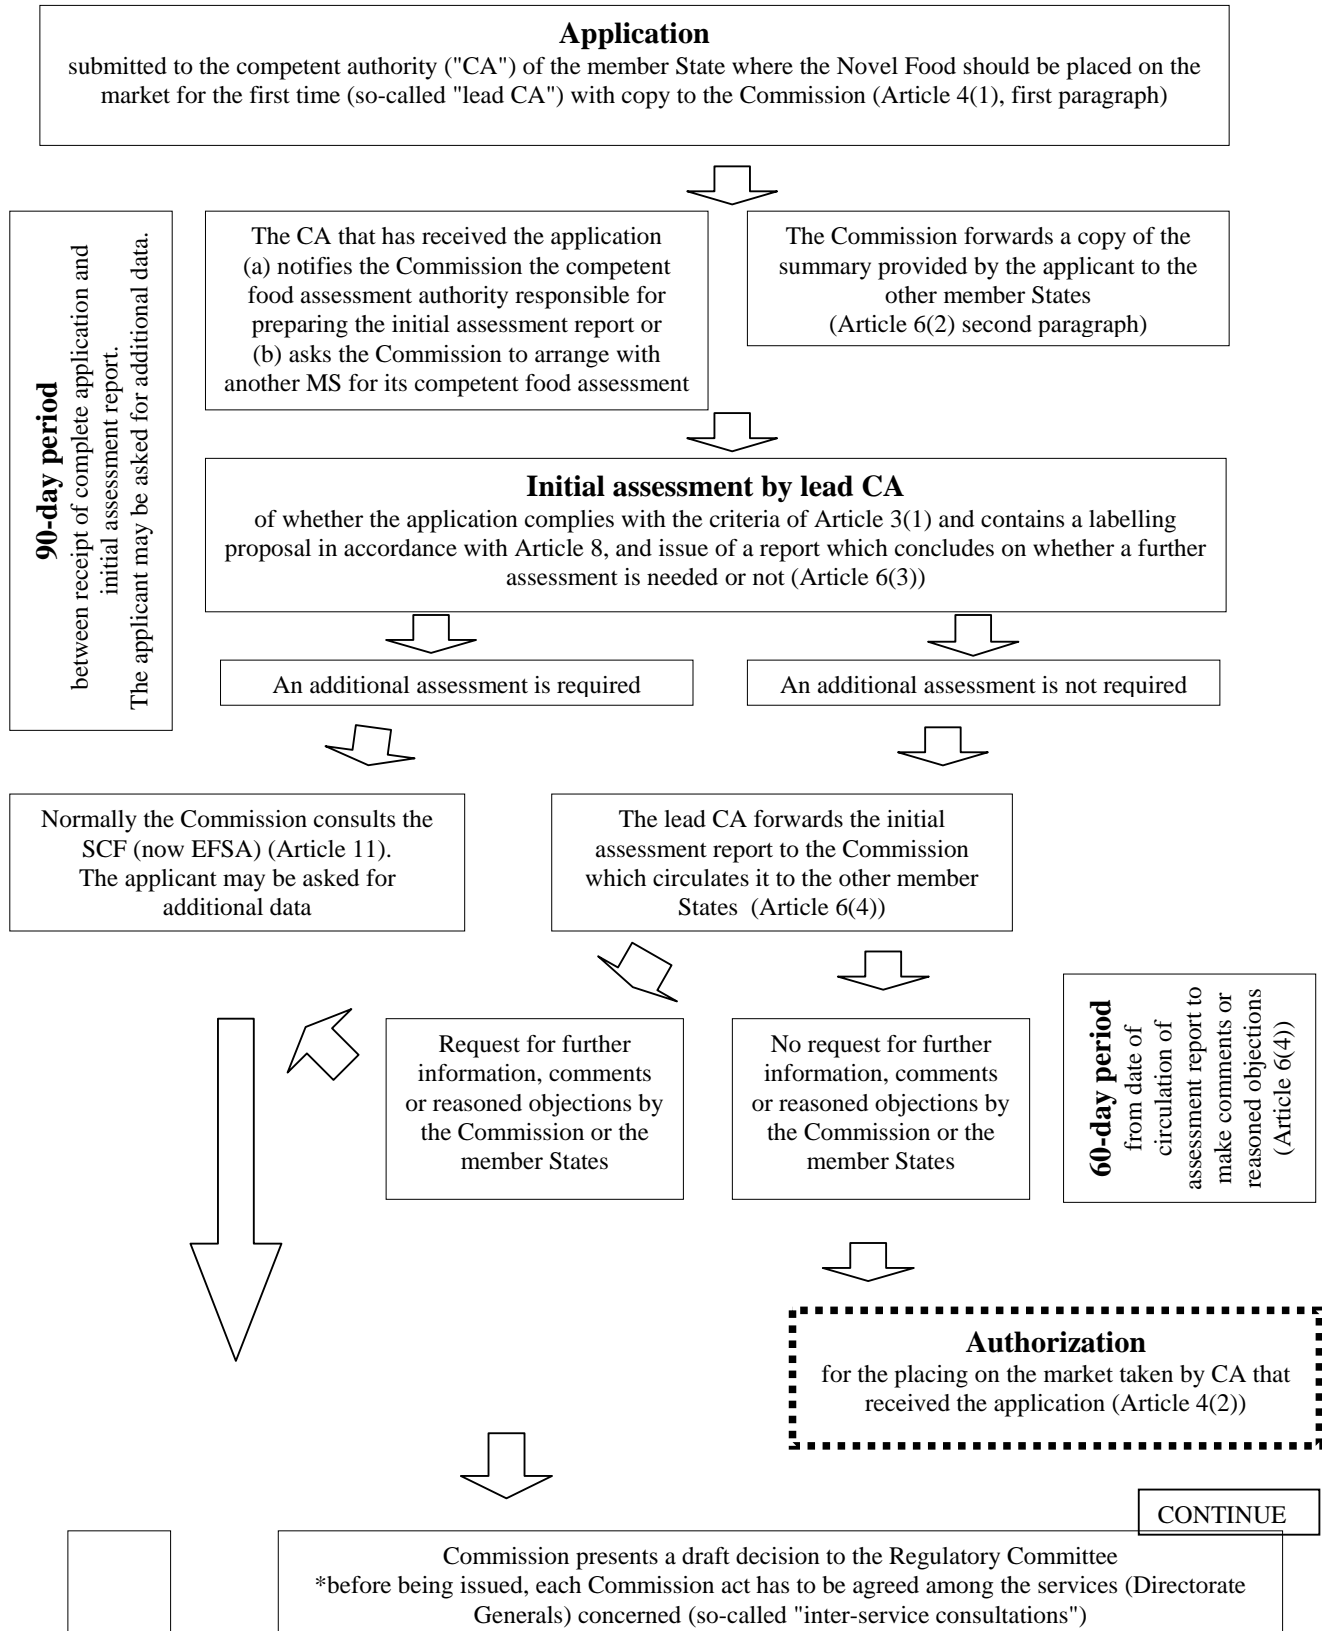 Application
submitted to the competent authority ("CA") of the member State where the Novel Food should be placed on the
market for the first time (so-called "lead CA") with copy to the Commission (Article 4(1), first paragraph)
90-day period
between receipt of complete application and
initial assessment report.
The applicant may be asked for additional data.
The CA that has received the application
(a) notifies the Commission the competent
food assessment authority responsible for
preparing the initial assessment report or
(b) asks the Commission to arrange with
another MS for its competent food assessment
The Commission forwards a copy of the
summary provided by the applicant to the
other member States
(Article 6(2) second paragraph)
Initial assessment by lead CA
of whether the application complies with the criteria of Article 3(1) and contains a labelling
proposal in accordance with Article 8, and issue of a report which concludes on whether a further
assessment is needed or not (Article 6(3))
An additional assessment is required
An additional assessment is not required
Normally the Commission consults the
SCF (now EFSA) (Article 11).
The applicant may be asked for
additional data
The lead CA forwards the initial
assessment report to the Commission
which circulates it to the other member
States (Article 6(4))
Request for further
information, comments
or reasoned objections by
the Commission or the
member States
No request for further
information, comments
or reasoned objections by
the Commission or the
member States
60-day period
from date of
circulation of
assessment report to
make comments or
reasoned objections
(Article 6(4))
Authorization
for the placing on the market taken by CA that
received the application (Article 4(2))
CONTINUE
Commission presents a draft decision to the Regulatory Committee
*before being issued, each Commission act has to be agreed among the services (Directorate
Generals) concerned (so-called "inter-service consultations")